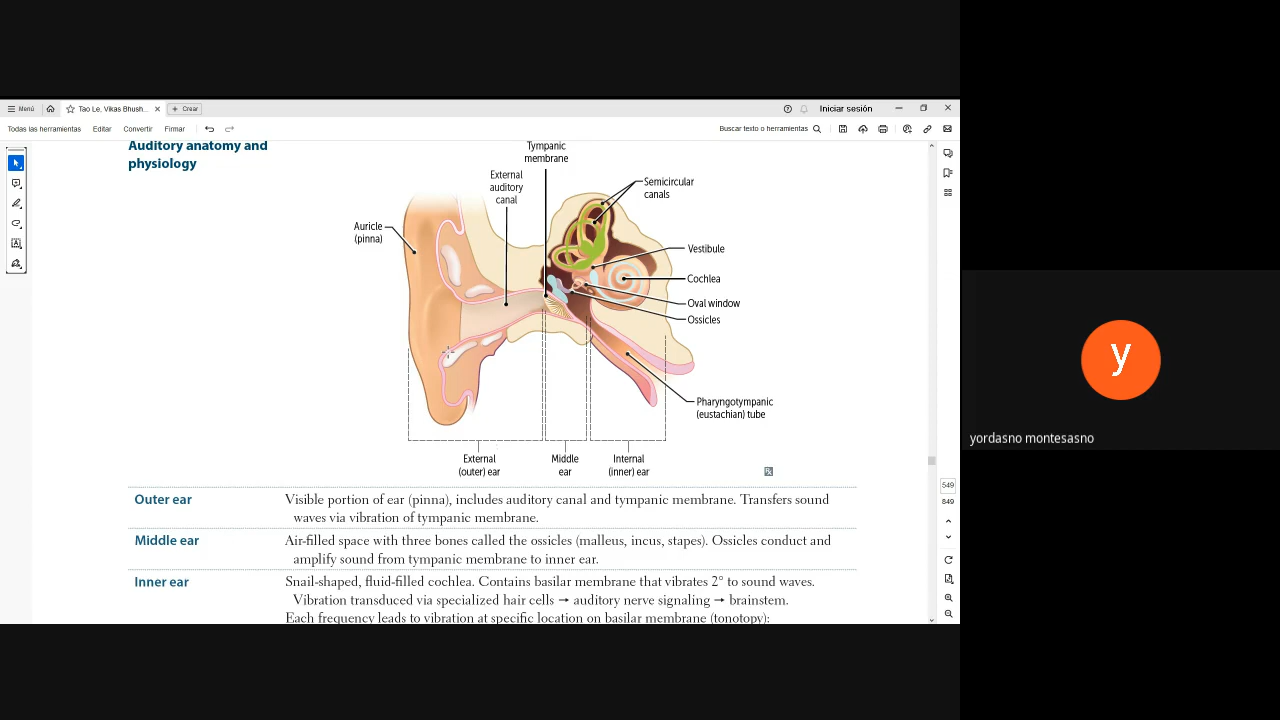 Menú
Tao Le, Vikas Bhush...
Crear
Iniciar sesión
Todas las herramientas
Editar
Convertir
Firmar
Buscar texto o herramientas
Auditory anatomy and
physiology
Tympanic
membrane
External
auditory
canal
Semicircular
canals
Auricle
(pinna)
Vestibule
Cochlea
Oval window
Ossicles
Pharyngotympanic
(eustachian) tube
External
(outer) ear
Middle
ear
Internal
(inner) ear
Outer ear
Visible portion of ear (pinna), includes auditory canal and tympanic membrane. Transfers sound
waves via vibration of tympanic membrane.
Middle ear
Air-filled space with three bones called the ossicles (malleus, incus, stapes). Ossicles conduct and
amplify sound from tympanic membrane to inner ear.
Inner ear
Snail-shaped, fluid-filled cochlea. Contains basilar membrane that vibrates 2° to sound waves.
Vibration transduced via specialized hair cells → auditory nerve signaling → brainstem.
Each frequency leads to vibration at specific location on basilar membrane (tonotopy):
549
849
y
yordasno montesasno